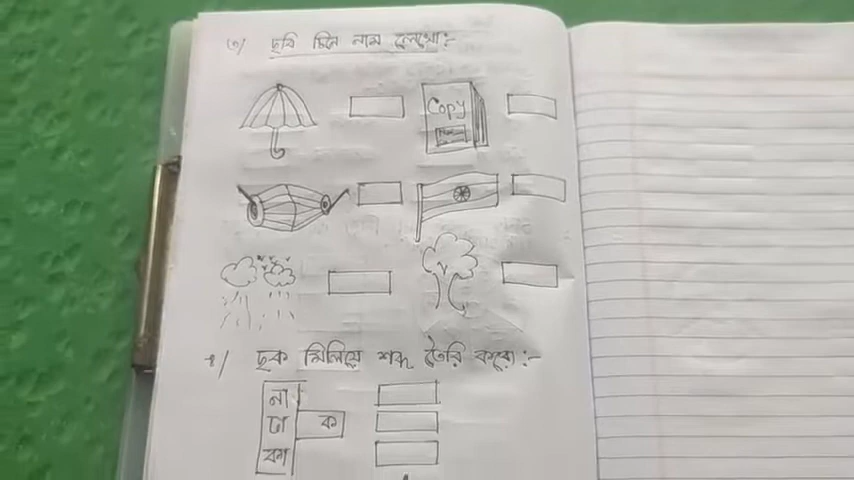 ৩/ ছবি চিনে নাম লেখো:-
Copy
৪/ ছক মিলিয়ে শব্দ তৈরি করো:-
না
ঢা ক
কা